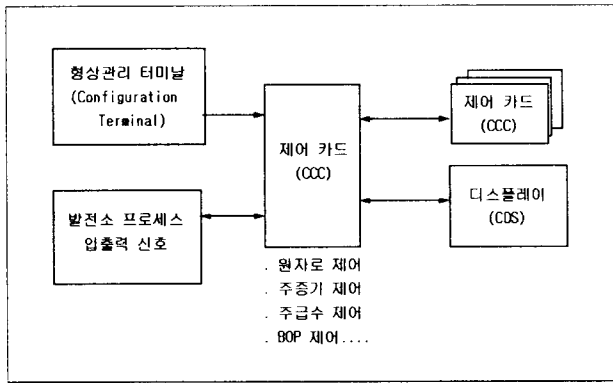 형상관리 터미날
(Configuration
Terminal)
발전소 프로세스
입출력 신호
제어 카드
(CCC)
제어 카드
(CCC)
디스플레이
(CDS)
. 원자로 제어
. 주증기 제어
. 주급수 제어
. BOP 제어....